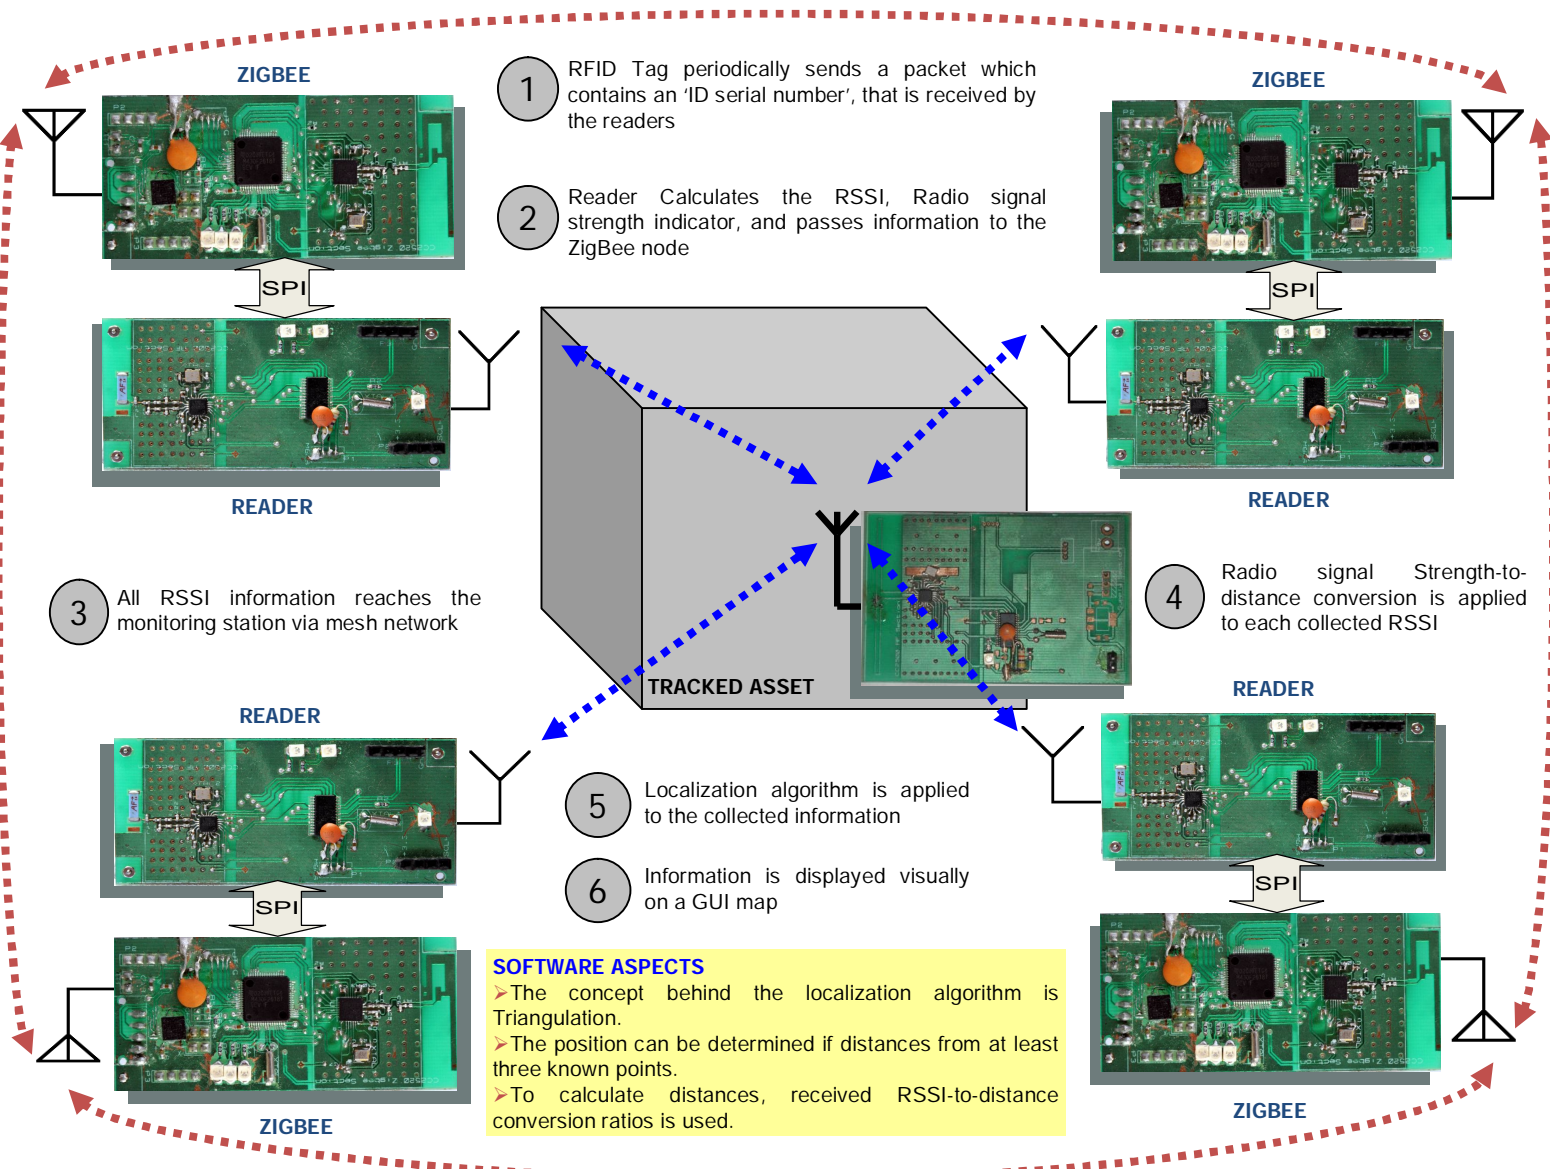 ZIGBEE
1
RFID Tag periodically sends a packet which
contains an ‘ID serial number’, that is received by
the readers
ZIGBEE
2
Reader Calculates the RSSI, Radio signal
strength indicator, and passes information to the
ZigBee node
SPI
SPI
READER
READER
3
All RSSI information reaches the
monitoring station via mesh network
4
Radio signal Strength-to-
distance conversion is applied
to each collected RSSI
TRACKED ASSET
READER
READER
5
Localization algorithm is applied
to the collected information
6
Information is displayed visually
on a GUI map
SPI
SPI
SOFTWARE ASPECTS
➢The concept behind the localization algorithm is
Triangulation.
➢The position can be determined if distances from at least
three known points.
➢To calculate distances, received RSSI-to-distance
conversion ratios is used.
ZIGBEE
ZIGBEE